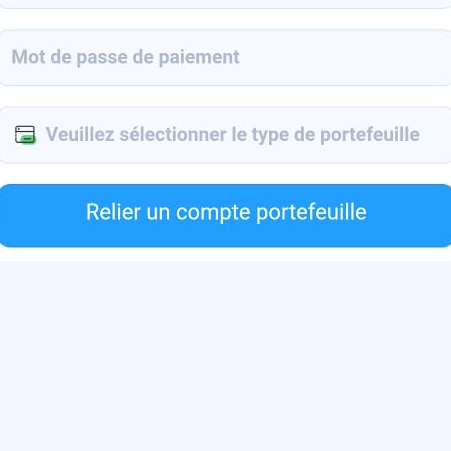 Mot de passe de paiement
Veuillez sélectionner le type de portefeuille
Relier un compte portefeuille